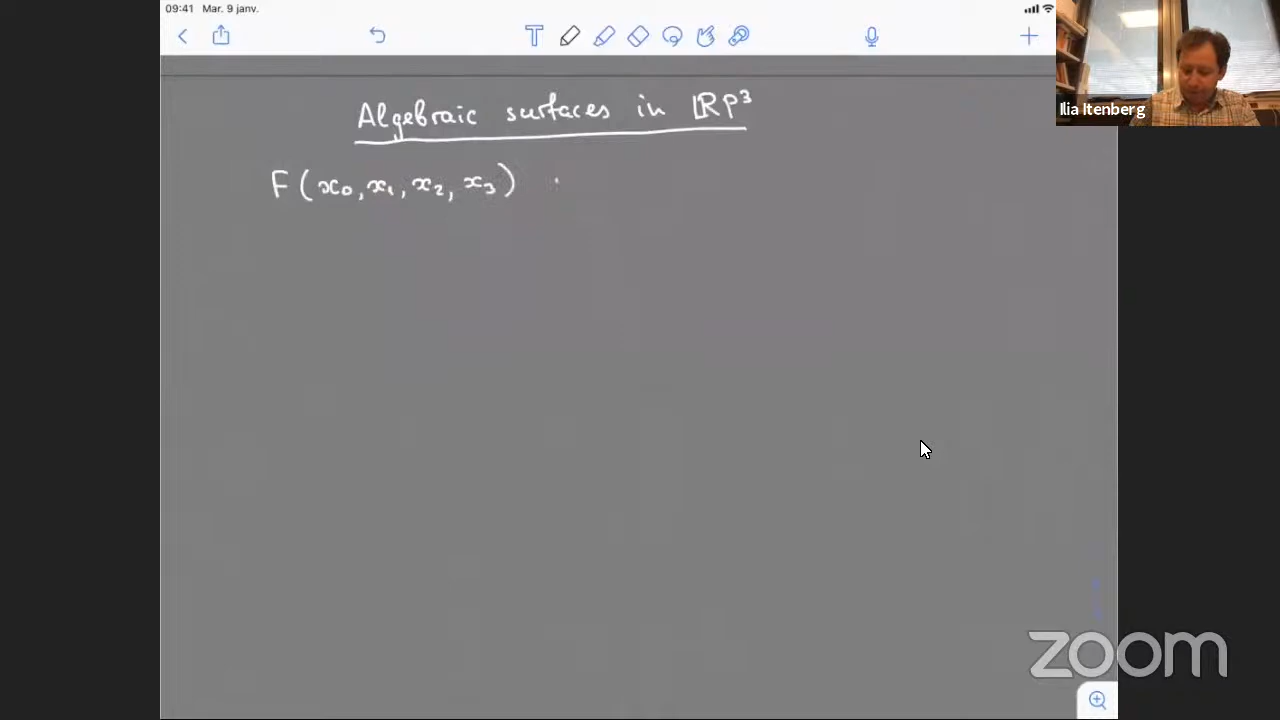 09:41 Mar. 9 janv.
Algebraic surfaces in ℝP³
F(x₀,x₁,x₂,x₃)
Ilia Itenberg
zoom